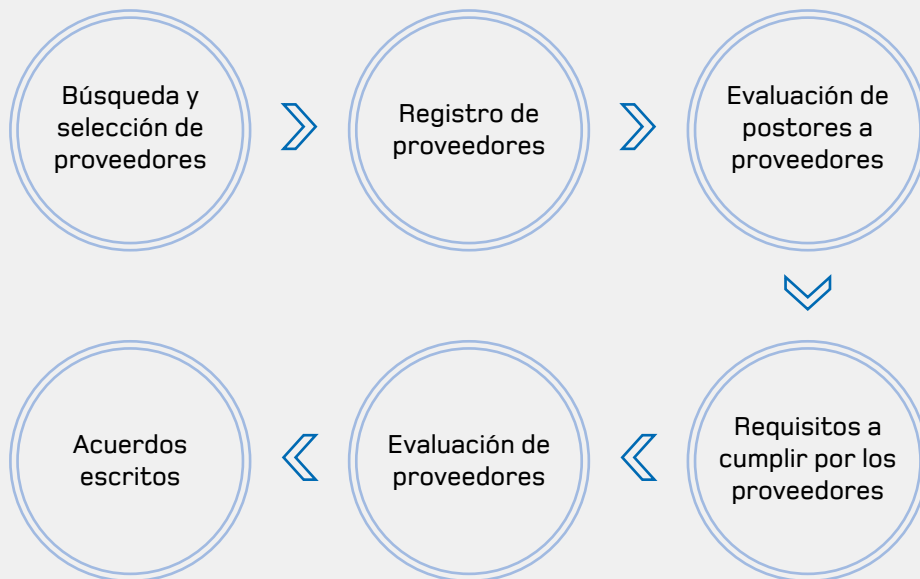 Búsqueda y
selección de
proveedores
Registro de
proveedores
Evaluación de
postores a
proveedores
Requisitos a
cumplir por los
proveedores
Evaluación de
proveedores
Acuerdos
escritos